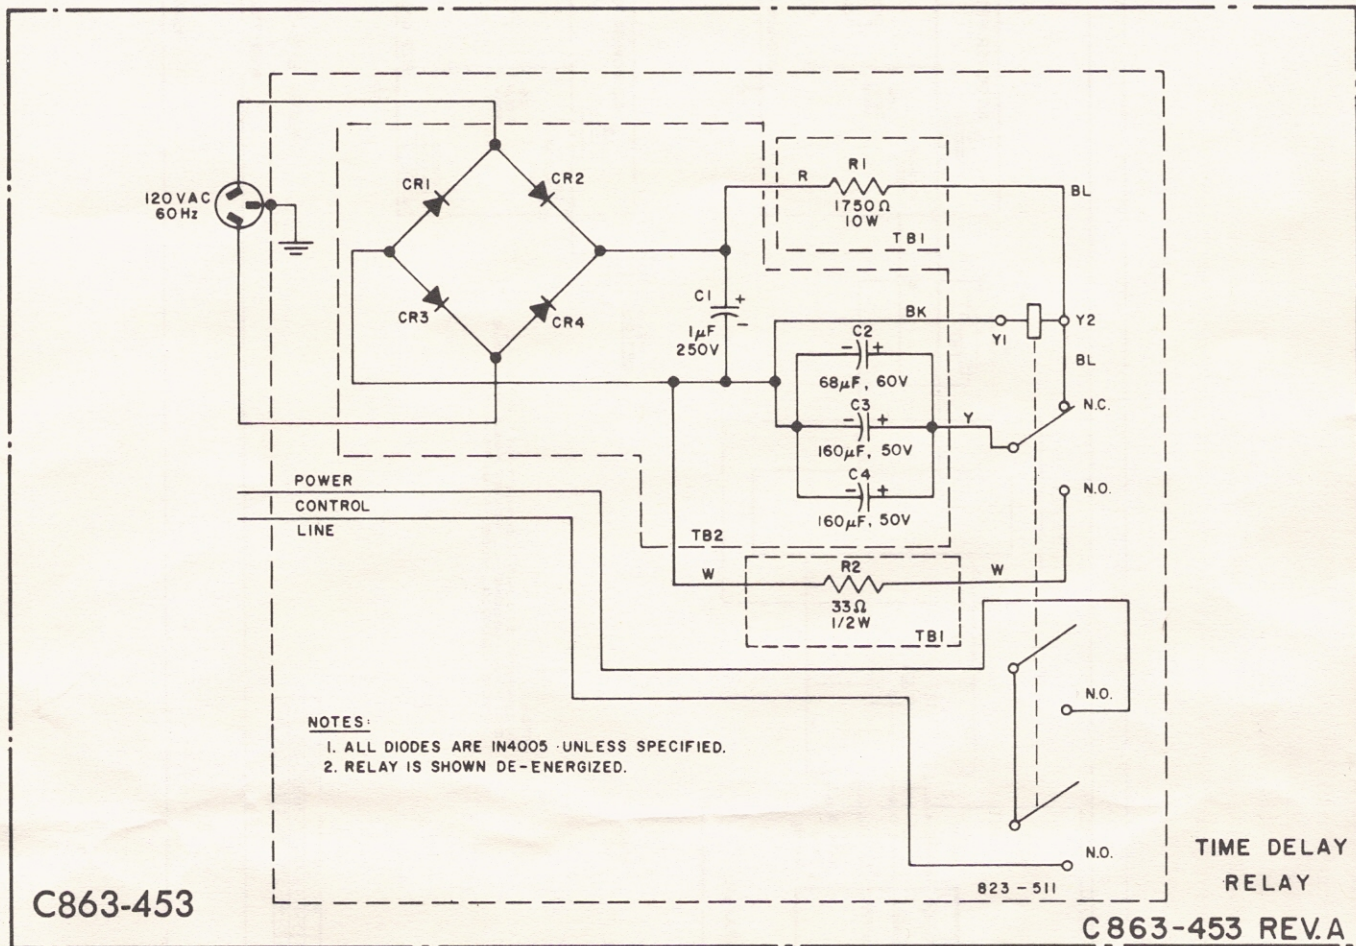 120VAC
60Hz
CR1
CR2
CR3
CR4
R
R1
1750Ω
10W
TB1
BL
C1
+
-
1µF
250V
BK
Y1
Y2
BL
C2
- +
68µF, 60V
C3
- +
160µF, 50V
C4
- +
160µF, 50V
Y
N.C.
N.O.
TB2
POWER
CONTROL
LINE
W
R2
W
33Ω
1/2W
TB1
N.O.
N.O.
823-511
NOTES:
1. ALL DIODES ARE IN4005 UNLESS SPECIFIED.
2. RELAY IS SHOWN DE-ENERGIZED.
TIME DELAY
RELAY
C863-453
C863-453 REV.A